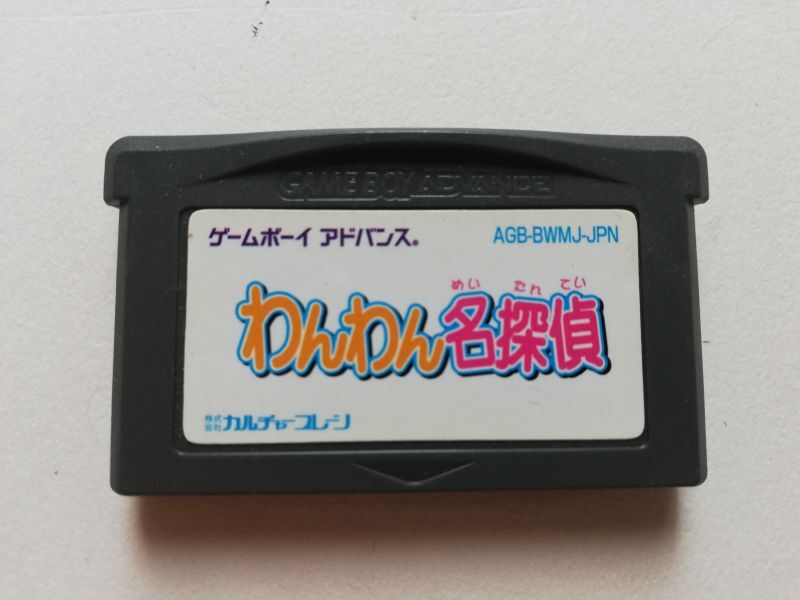 GAME BOY ADVANCE
ゲームボーイ アドバンス®
AGB-BWMJ-JPN
めい たん てい
わんわん名探偵
株式会社 カルチャーブレーン